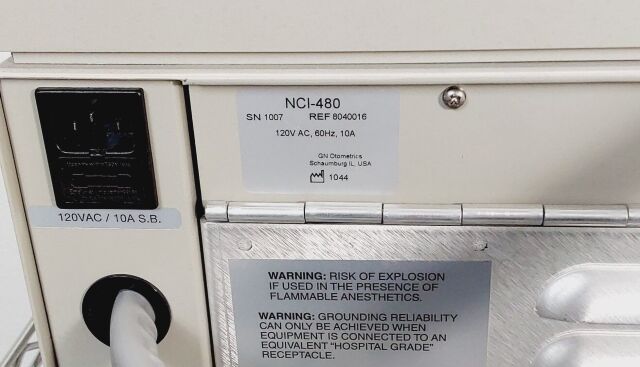 NCI-480
SN 1007 REF 8040016
120V AC, 60Hz, 10A
GN Otometrics
Schaumburg IL, USA
1044
120VAC / 10A S.B.
WARNING: RISK OF EXPLOSION
IF USED IN THE PRESENCE OF
FLAMMABLE ANESTHETICS.
WARNING: GROUNDING RELIABILITY
CAN ONLY BE ACHIEVED WHEN
EQUIPMENT IS CONNECTED TO AN
EQUIVALENT "HOSPITAL GRADE"
RECEPTACLE.